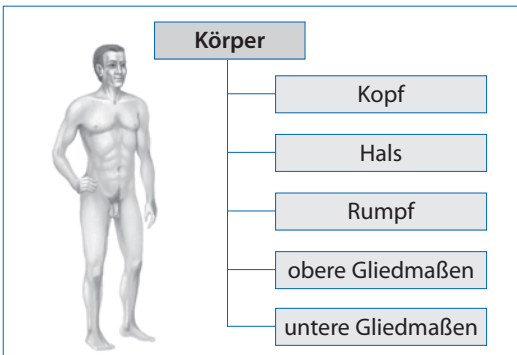 Körper
Kopf
Hals
Rumpf
obere Gliedmaßen
untere Gliedmaßen